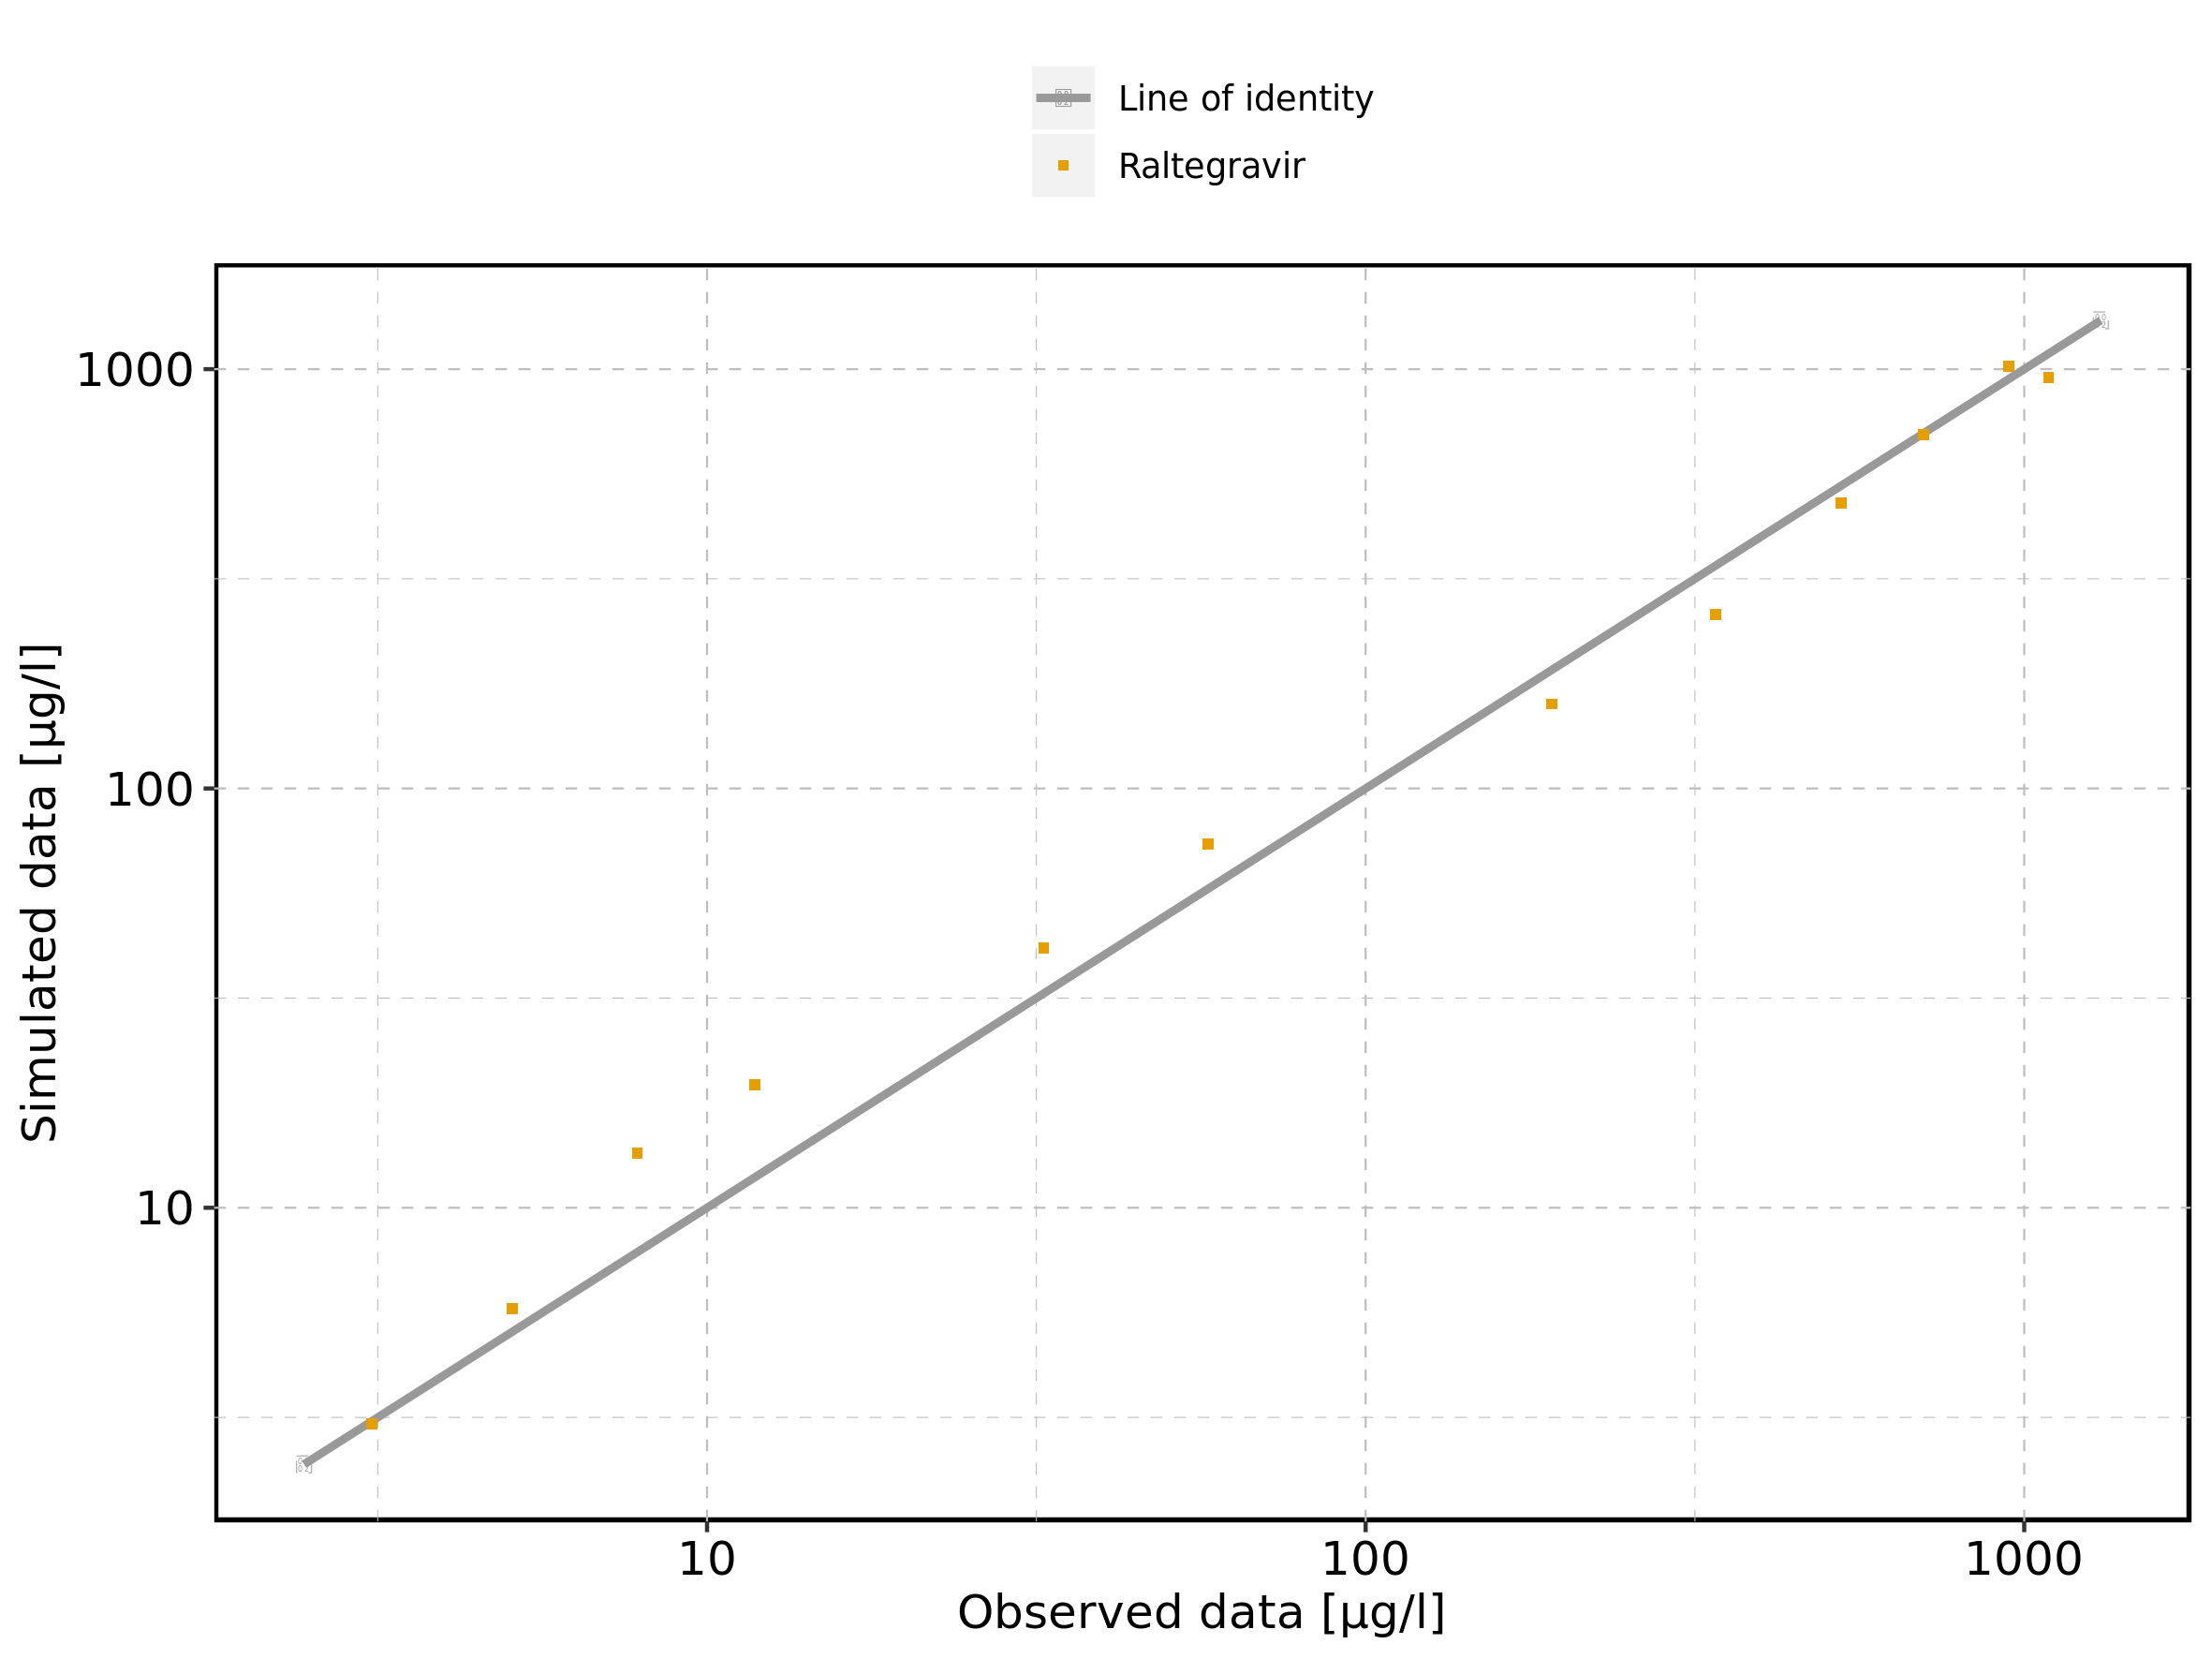 Line of identity
Raltegravir
1000
100
10
Simulated data [µg/l]
10 100 1000
Observed data [µg/l]